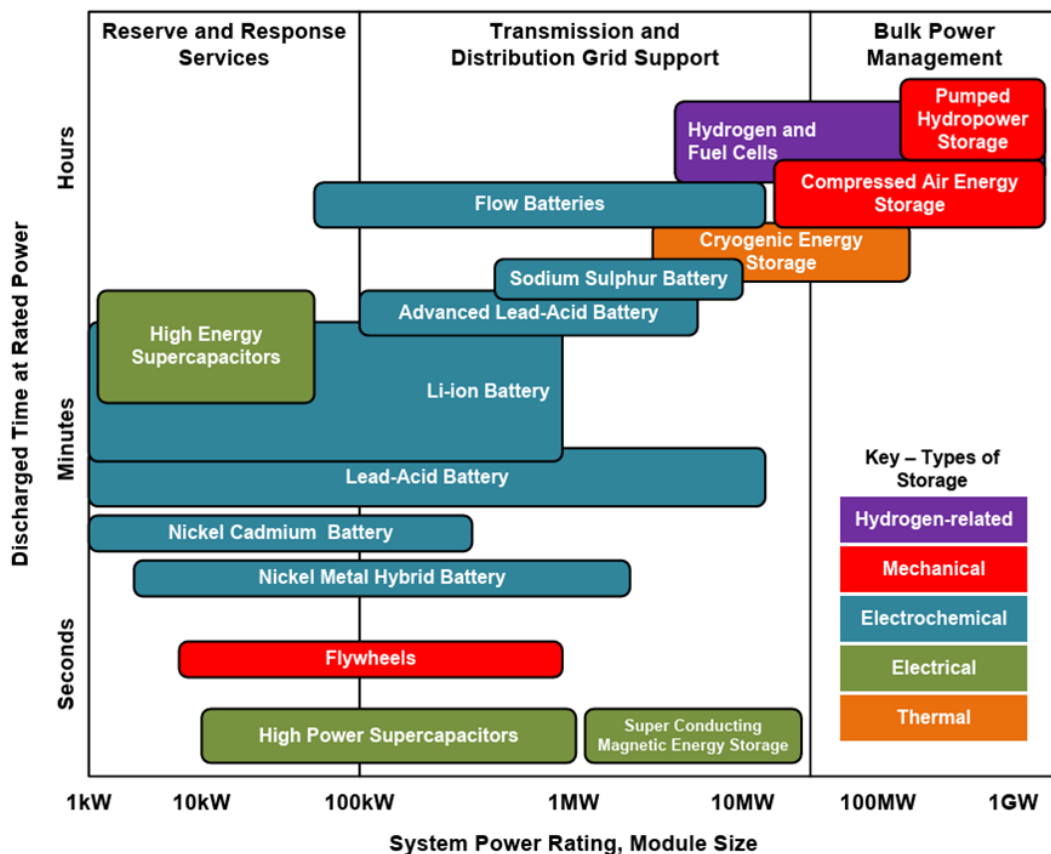 Reserve and Response
Services
Transmission and
Distribution Grid Support
Bulk Power
Management
Discharged Time at Rated Power
Hours
Minutes
Seconds
Pumped
Hydropower
Storage
Hydrogen and
Fuel Cells
Compressed Air Energy
Storage
Flow Batteries
Cryogenic Energy
Storage
Sodium Sulphur Battery
Advanced Lead-Acid Battery
High Energy
Supercapacitors
Li-ion Battery
Lead-Acid Battery
Nickel Cadmium Battery
Nickel Metal Hybrid Battery
Flywheels
High Power Supercapacitors
Super Conducting
Magnetic Energy Storage
Key – Types of
Storage
Hydrogen-related
Mechanical
Electrochemical
Electrical
Thermal
1kW 10kW 100kW 1MW 10MW 100MW 1GW
System Power Rating, Module Size